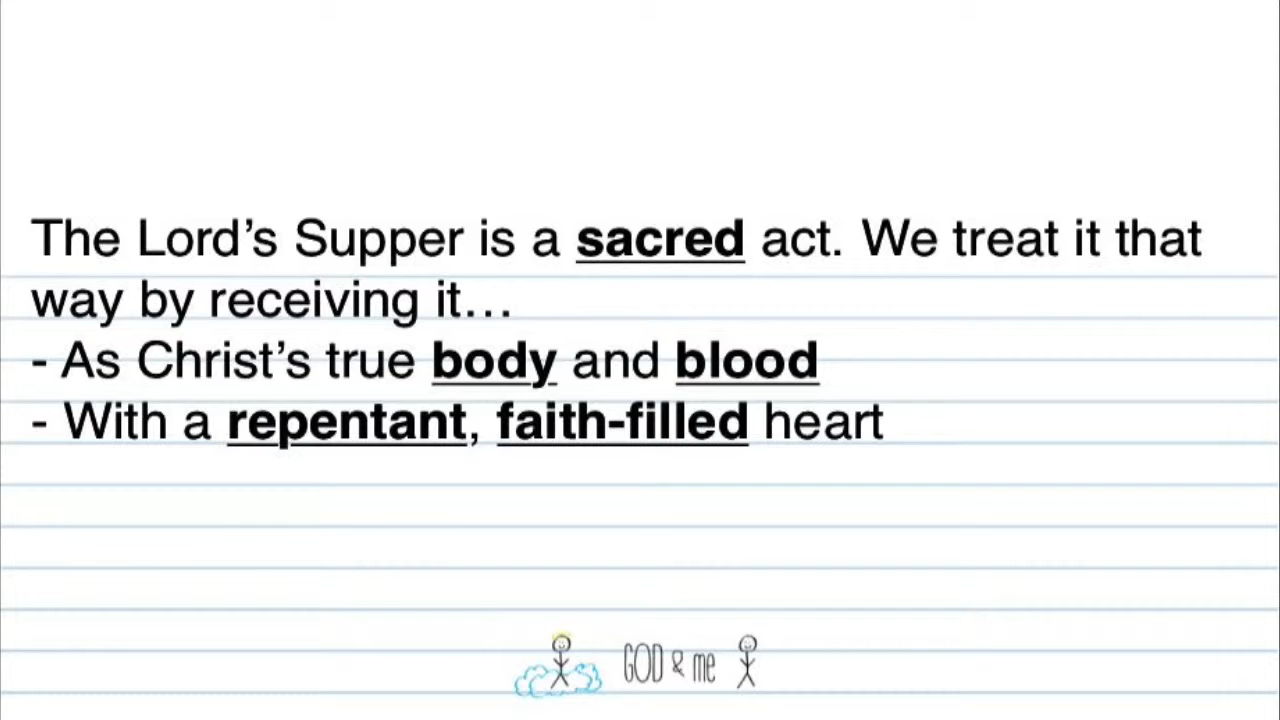 The Lord’s Supper is a sacred act. We treat it that
way by receiving it…
- As Christ’s true body and blood
- With a repentant, faith-filled heart
GOD & me